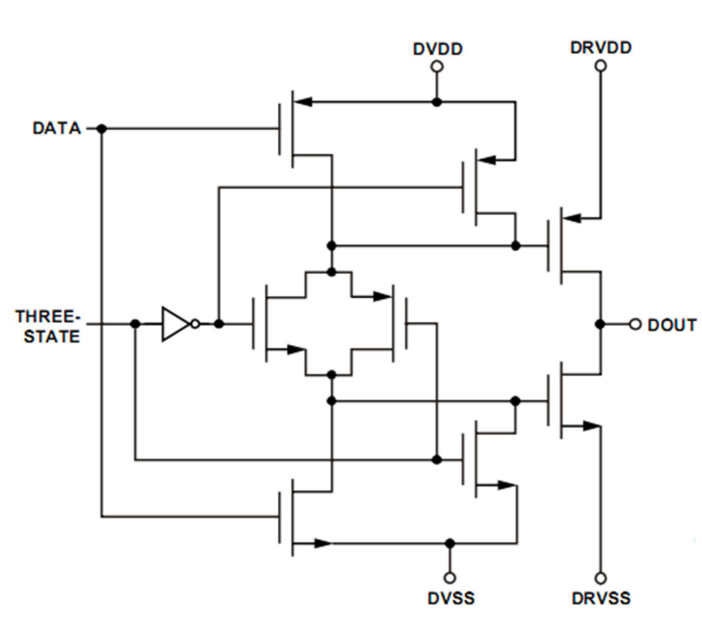 DVDD
DRVDD
DATA
THREE-
STATE
DOUT
DVSS
DRVSS